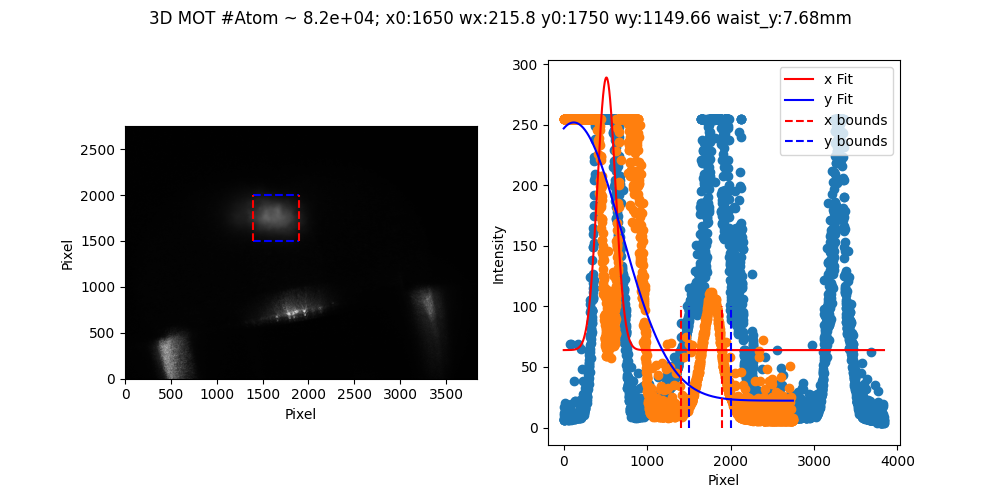 3D MOT #Atom ~ 8.2e+04; x0:1650 wx:215.8 y0:1750 wy:1149.66 waist_y:7.68mm
2500
2000
1500
1000
500
0
Pixel
0 500 1000 1500 2000 2500 3000 3500
Pixel
300
250
200
150
100
50
0
Intensity
0 1000 2000 3000 4000
Pixel
x Fit
y Fit
x bounds
y bounds